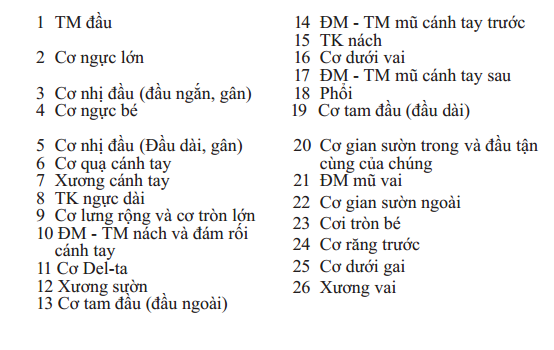 1 TM đầu
2 Cơ ngực lớn
3 Cơ nhị đầu (đầu ngắn, gân)
4 Cơ ngực bé
5 Cơ nhị đầu (Đầu dài, gân)
6 Cơ quạ cánh tay
7 Xương cánh tay
8 TK ngực dài
9 Cơ lưng rộng và cơ tròn lớn
10 ĐM - TM nách và đám rối
cánh tay
11 Cơ Del-ta
12 Xương sườn
13 Cơ tam đầu (đầu ngoài)
14 ĐM - TM mũ cánh tay trước
15 TK nách
16 Cơ dưới vai
17 ĐM - TM mũ cánh tay sau
18 Phổi
19 Cơ tam đầu (đầu dài)
20 Cơ gian sườn trong và đầu tận
cùng của chúng
21 ĐM mũ vai
22 Cơ gian sườn ngoài
23 Cơi tròn bé
24 Cơ răng trước
25 Cơ dưới gai
26 Xương vai